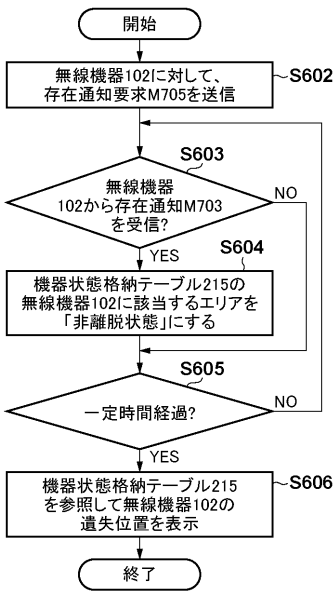 開始
無線機器102に対して、
存在通知要求M705を送信
S602
S603
無線機器
102から存在通知M703
を受信?
NO
YES
S604
機器状態格納テーブル215の
無線機器102に該当するエリアを
「非離脱状態」にする
S605
一定時間経過?
NO
YES
S606
機器状態格納テーブル215
を参照して無線機器102の
遺失位置を表示
終了